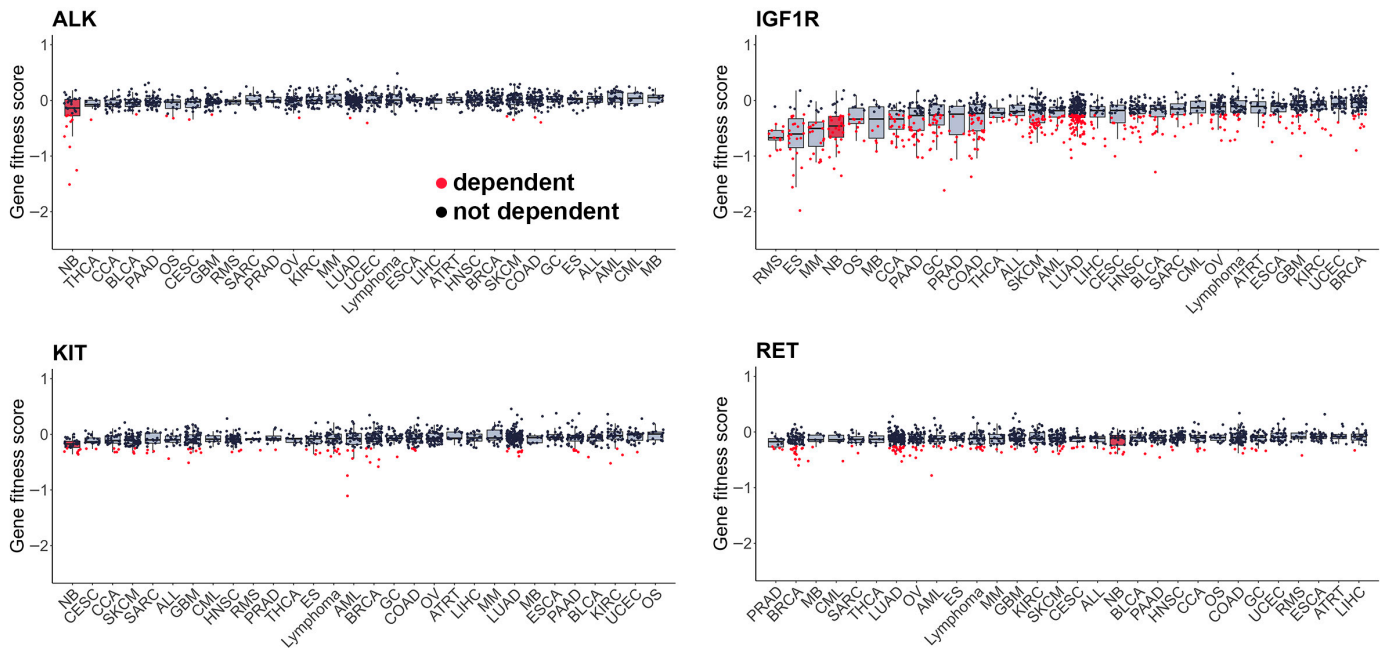 ALK
Gene fitness score
1
0
−1
−2
dependent
not dependent
NB THCA CCA BLCA PAAD OS CESC GBM RMS SARC PRAD OV KIRC MM LUAD UCEC Lymphoma ESCA LIHC ATRT HNSC BRCA SKCM COAD GC ES ALL AML CML MB
IGF1R
Gene fitness score
1
0
−1
−2
RMS ES MM NB OS MB CCA PAAD GC PRAD COAD THCA ALL SKCM AML LUAD LIHC CESC HNSC BLCA SARC CML OV Lymphoma ATRT ESCA GBM KIRC UCEC BRCA
KIT
Gene fitness score
1
0
−1
−2
NB CESC CCA SKCM SARC ALL GBM CML HNSC RMS PRAD THCA ES Lymphoma AML BRCA GC COAD OV ATRT LIHC MM LUAD MB ESCA PAAD BLCA KIRC UCEC OS
RET
Gene fitness score
1
0
−1
−2
PRAD BRCA MB CML SARC THCA LUAD OV AML ES Lymphoma MM GBM KIRC SKCM CESC ALL NB BLCA PAAD HNSC CCA OS COAD GC UCEC RMS ESCA ATRT LIHC